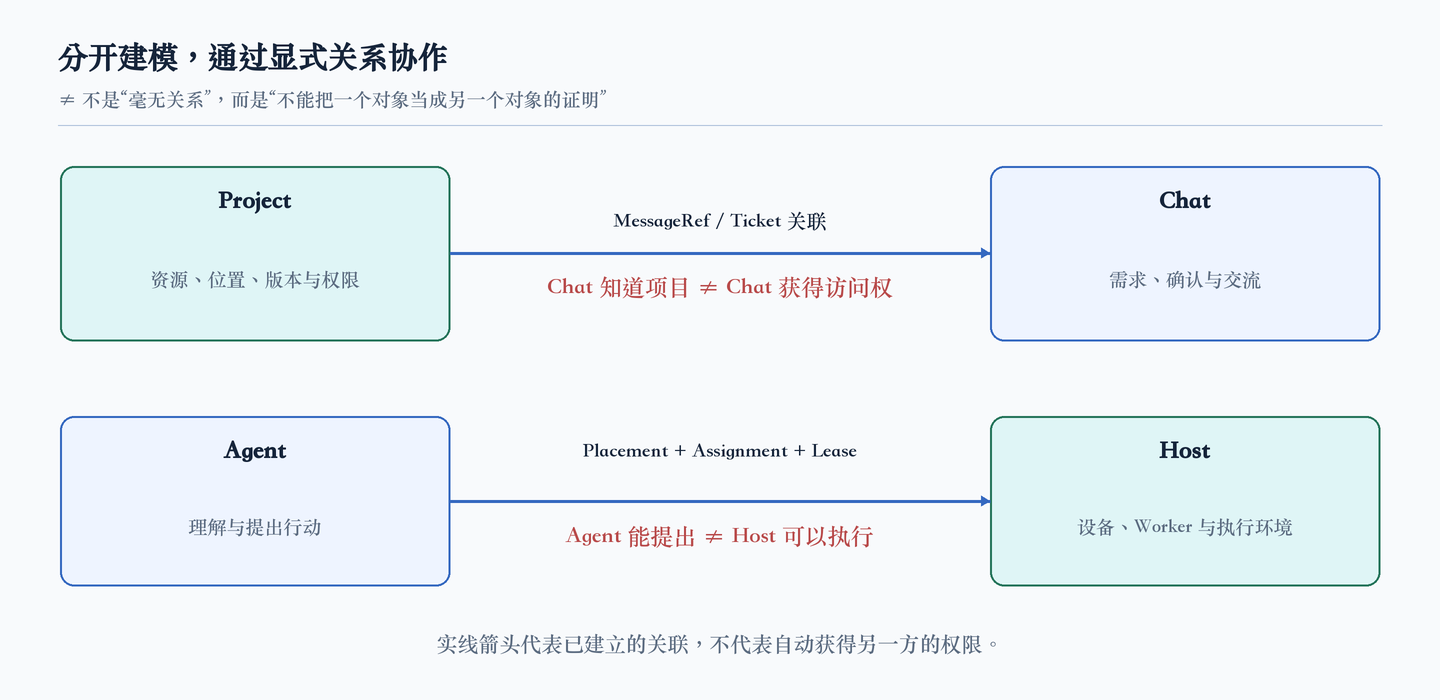 分开建模，通过显式关系协作
≠ 不是“毫无关系”，而是“不能把一个对象当成另一个对象的证明”
Project
资源、位置、版本与权限
MessageRef / Ticket 关联
Chat 知道项目 ≠ Chat 获得访问权
Chat
需求、确认与交流
Agent
理解与提出行动
Placement + Assignment + Lease
Agent 能提出 ≠ Host 可以执行
Host
设备、Worker 与执行环境
实线箭头代表已建立的关联，不代表自动获得另一方的权限。